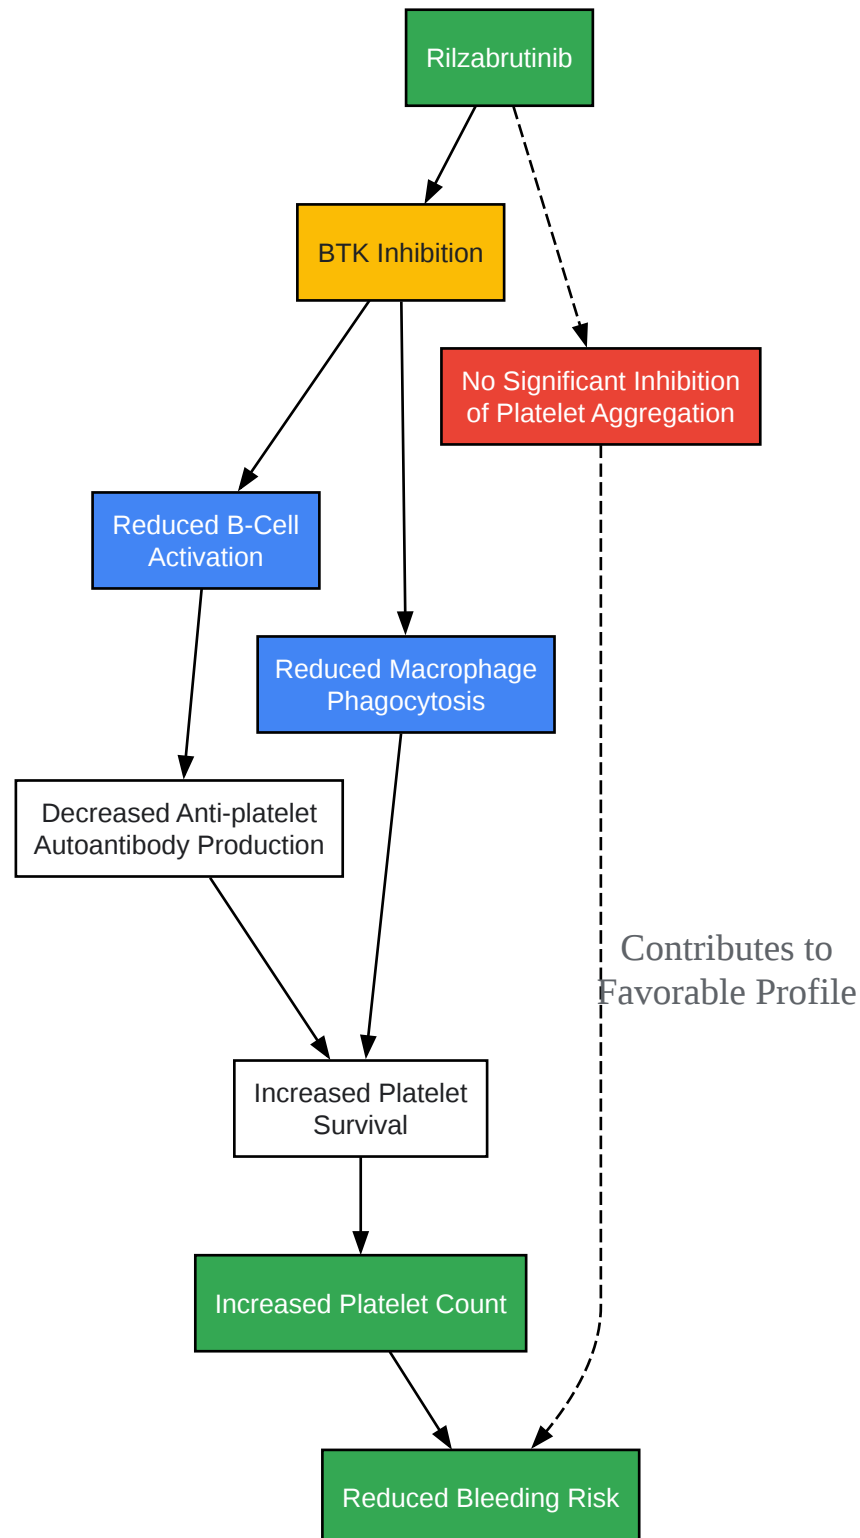 Rilzabrutinib
BTK Inhibition
No Significant Inhibition
of Platelet Aggregation
Reduced B-Cell
Activation
Reduced Macrophage
Phagocytosis
Decreased Anti-platelet
Autoantibody Production
Contributes to
Favorable Profile
Increased Platelet
Survival
Increased Platelet Count
Reduced Bleeding Risk